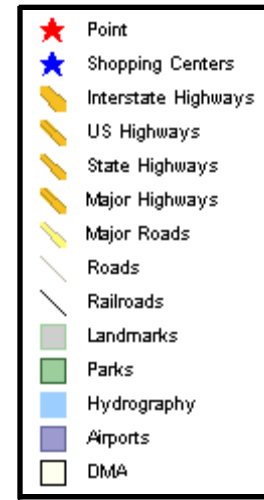 Point
Shopping Centers
Interstate Highways
US Highways
State Highways
Major Highways
Major Roads
Roads
Railroads
Landmarks
Parks
Hydrography
Airports
DMA